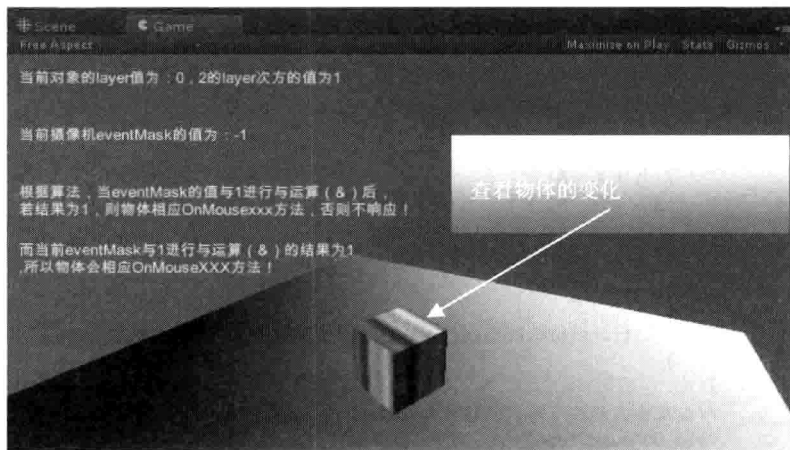 Scene
Game
Free Aspect
Maximize on Play Stats Gizmos
当前对象的layer值为：0，2的layer次方的值为1
当前摄像机eventMask的值为：-1
根据算法，当eventMask的值与1进行与运算（&）后，
若结果为1，则物体相应OnMousexxx方法，否则不响应！
查看物体的变化
而当前eventMask与1进行与运算（&）的结果为1
,所以物体会相应OnMouseXXX方法！